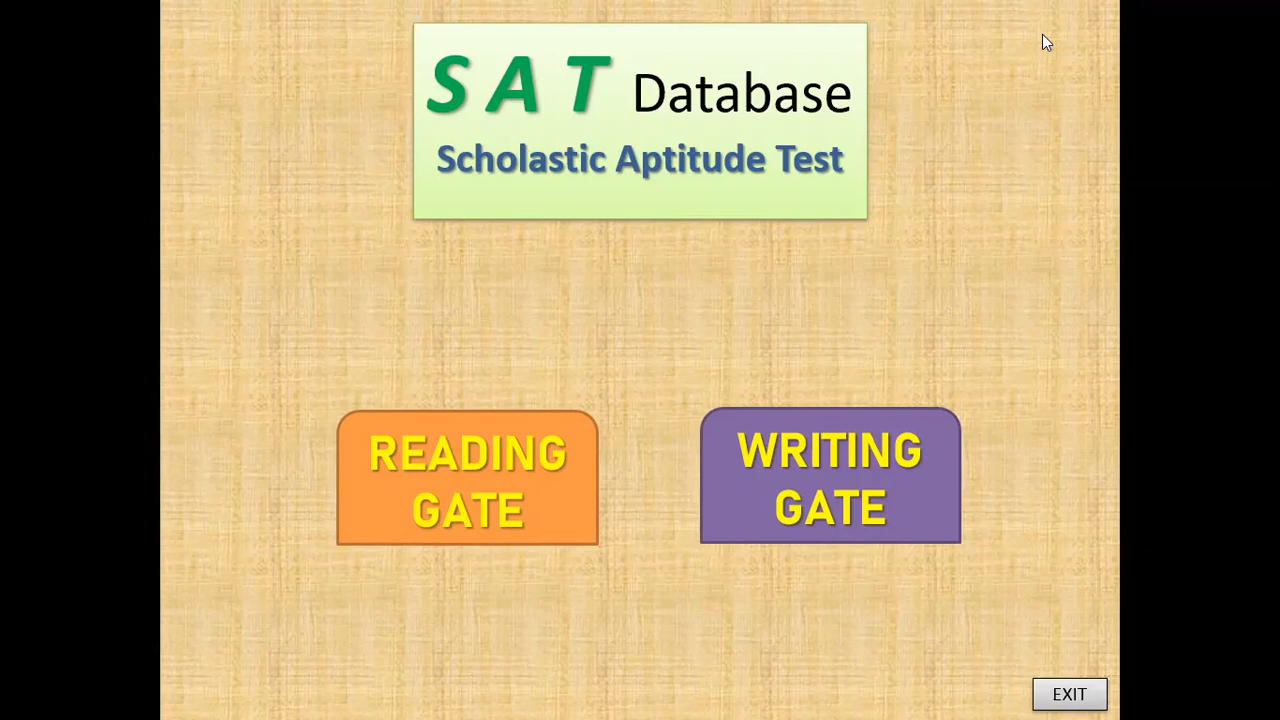 S A T Database
Scholastic Aptitude Test
READING
GATE
WRITING
GATE
EXIT